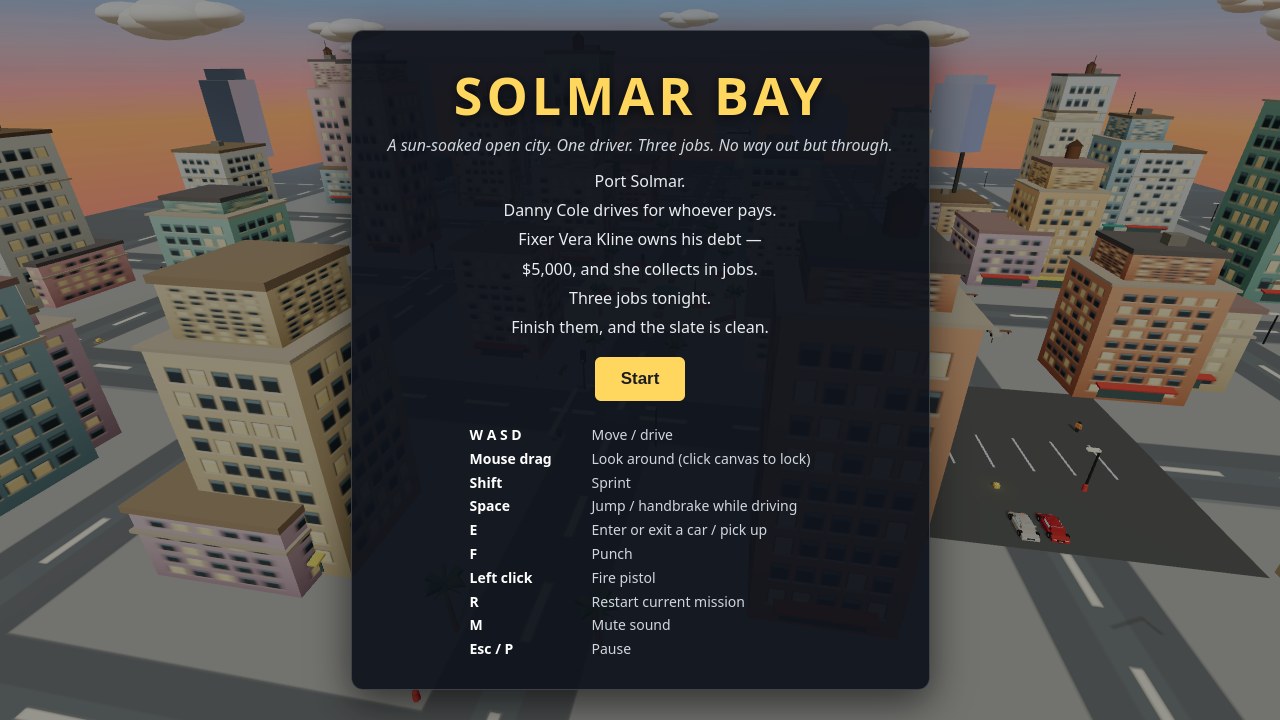 SOLMAR BAY
A sun-soaked open city. One driver. Three jobs. No way out but through.
Port Solmar.
Danny Cole drives for whoever pays.
Fixer Vera Kline owns his debt —
$5,000, and she collects in jobs.
Three jobs tonight.
Finish them, and the slate is clean.
Start
W A S D Move / drive
Mouse drag Look around (click canvas to lock)
Shift Sprint
Space Jump / handbrake while driving
E Enter or exit a car / pick up
F Punch
Left click Fire pistol
R Restart current mission
M Mute sound
Esc / P Pause